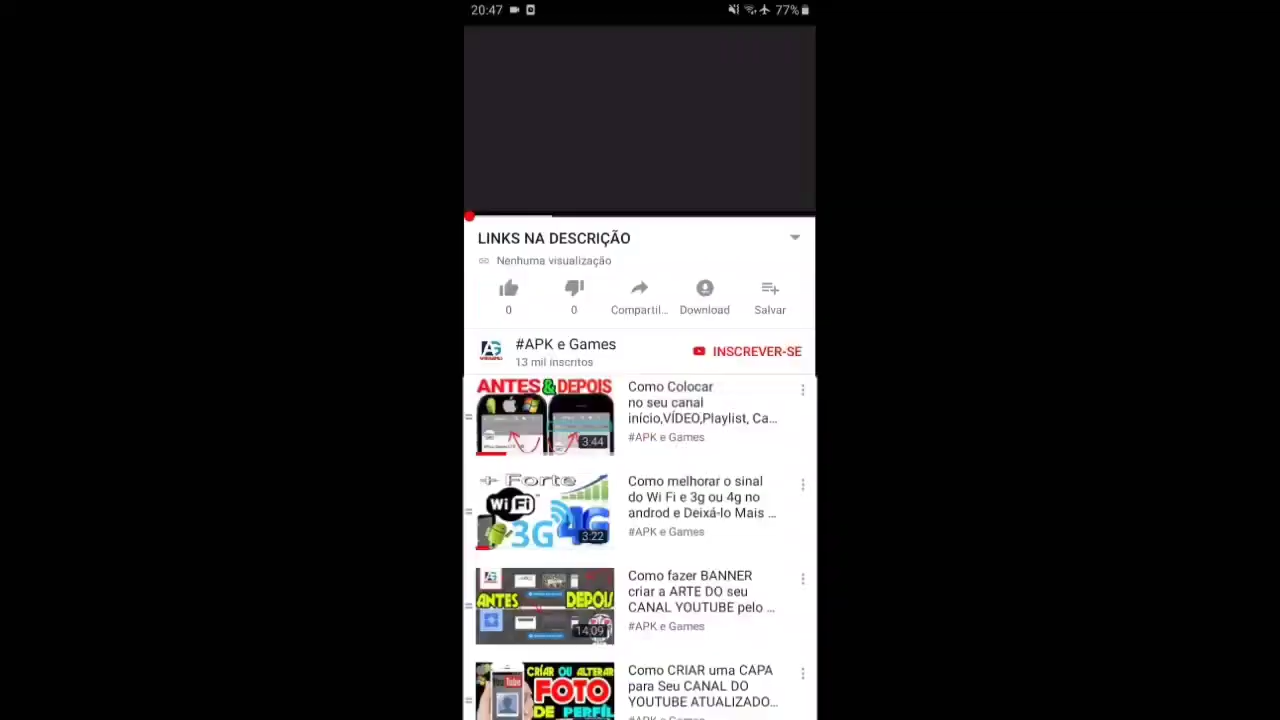 20:47
77%
LINKS NA DESCRIÇÃO
Nenhuma visualização
0
0
Compartil...
Download
Salvar
#APK e Games
13 mil inscritos
INSCREVER-SE
ANTES & DEPOIS
3:44
Como Colocar
no seu canal
início,VÍDEO,Playlist, Ca...
#APK e Games
+ Forte
WiFi
3G
4G
3:22
Como melhorar o sinal
do Wi Fi e 3g ou 4g no
androd e Deixá-lo Mais ...
#APK e Games
ANTES
DEPOIS
14:09
Como fazer BANNER
criar a ARTE DO seu
CANAL YOUTUBE pelo ...
#APK e Games
CRIAR OU ALTERAR
FOTO
DE PERFIL
Como CRIAR uma CAPA
para Seu CANAL DO
YOUTUBE ATUALIZADO...
#APK e Games